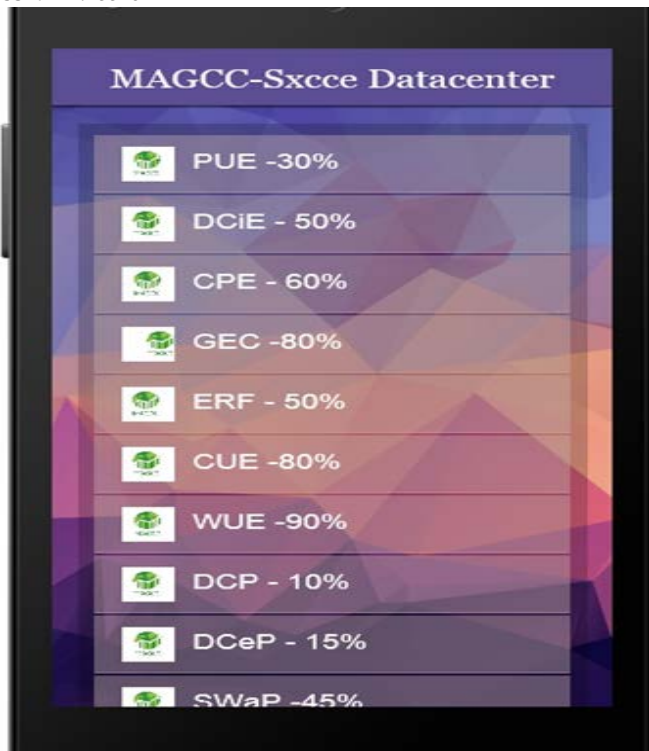 MAGCC-Sxcce Datacenter
PUE -30%
DCiE - 50%
CPE - 60%
GEC -80%
ERF - 50%
CUE -80%
WUE -90%
DCP - 10%
DCeP - 15%
SWaP -45%